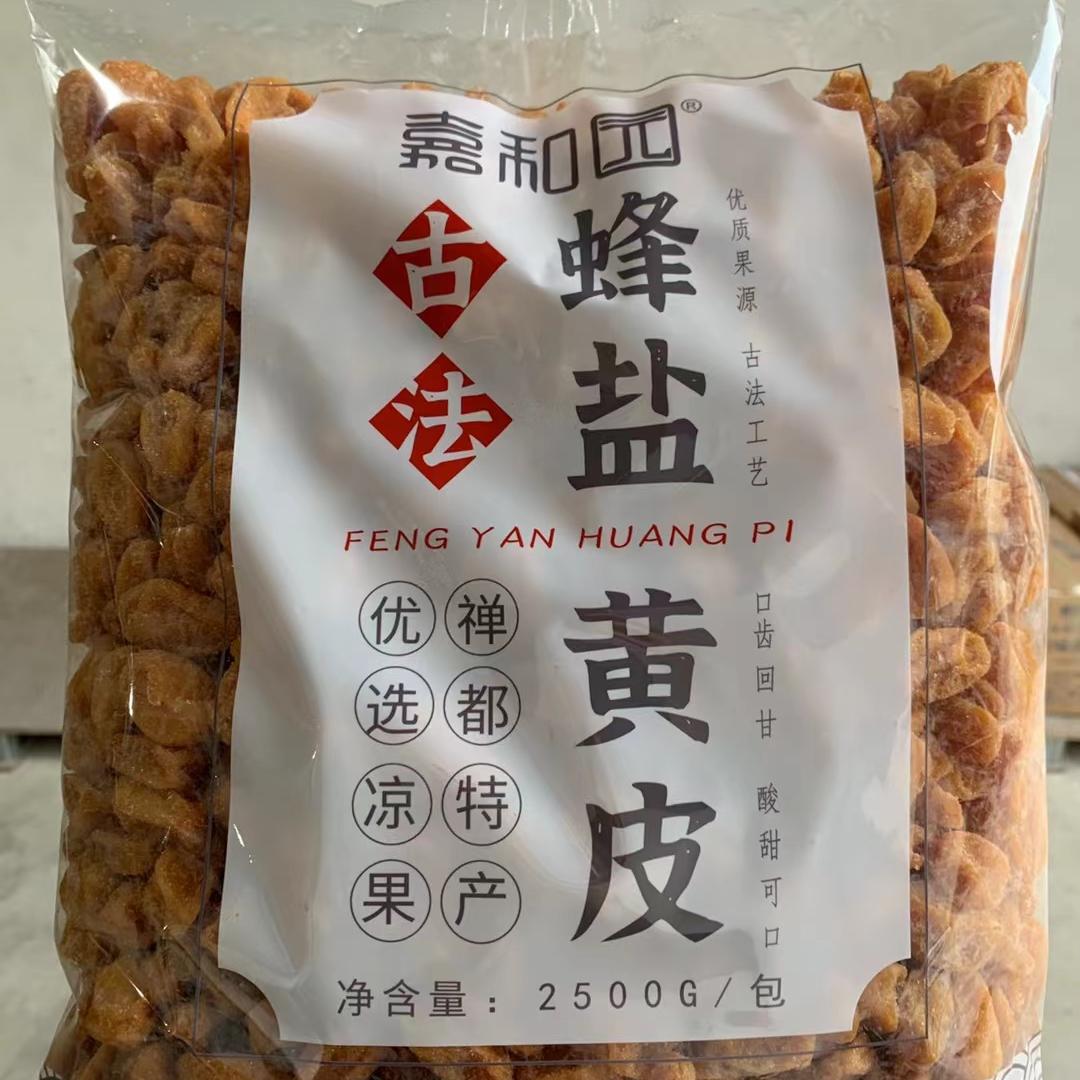 嘉和园®
古法
蜂盐
优质果源 古法工艺
FENG YAN HUANG PI
黄皮
口齿回甘 酸甜可口
禅都特产
优选凉果
净含量：2500G/包